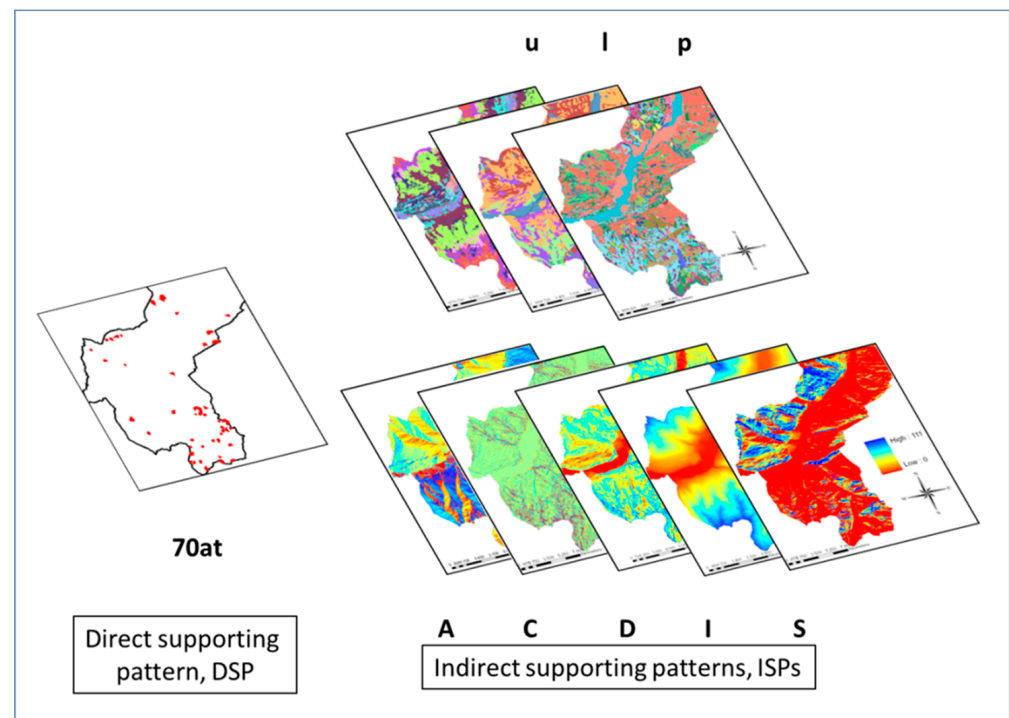 u l p
High : 111
Low : 0
70at
A C D I S
Direct supporting
pattern, DSP
Indirect supporting patterns, ISPs